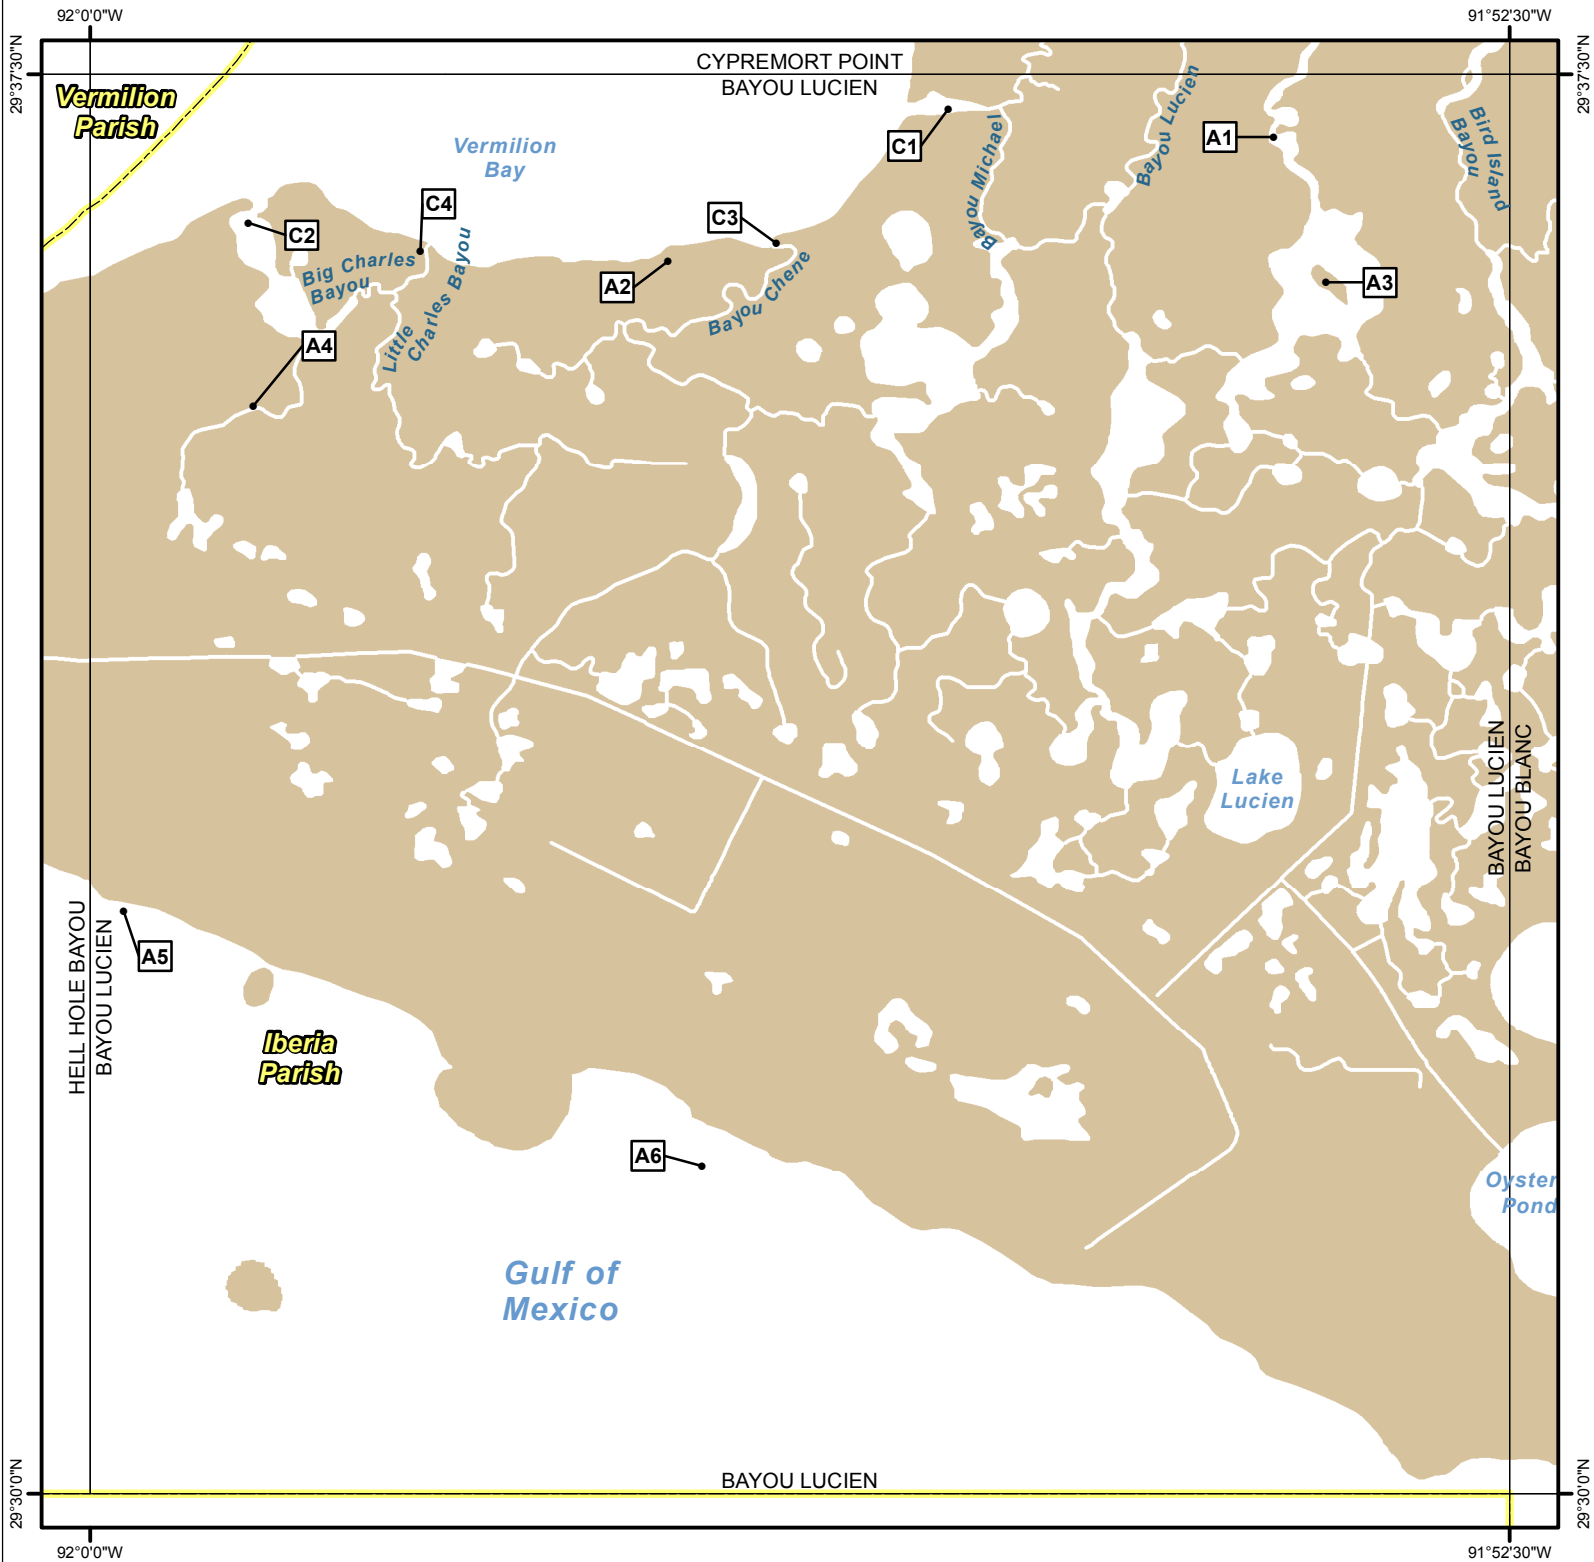 92°0'0"W
91°52'30"W
29°37'30"N
29°37'30"N
CYPREMORT POINT
BAYOU LUCIEN
Vermilion
Parish
Vermilion
Bay
C1
Bayou Michael
Bayou Lucien
A1
Bird Island
Bayou
C4
C3
C2
Big Charles
Bayou
Little
Charles Bayou
A2
Bayou Chene
A3
A4
Lake
Lucien
BAYOU LUCIEN
BAYOU BLANC
HELL HOLE BAYOU
BAYOU LUCIEN
A5
Iberia
Parish
A6
Oyster
Pond
Gulf of
Mexico
BAYOU LUCIEN
29°30'0"N
29°30'0"N
92°0'0"W
91°52'30"W